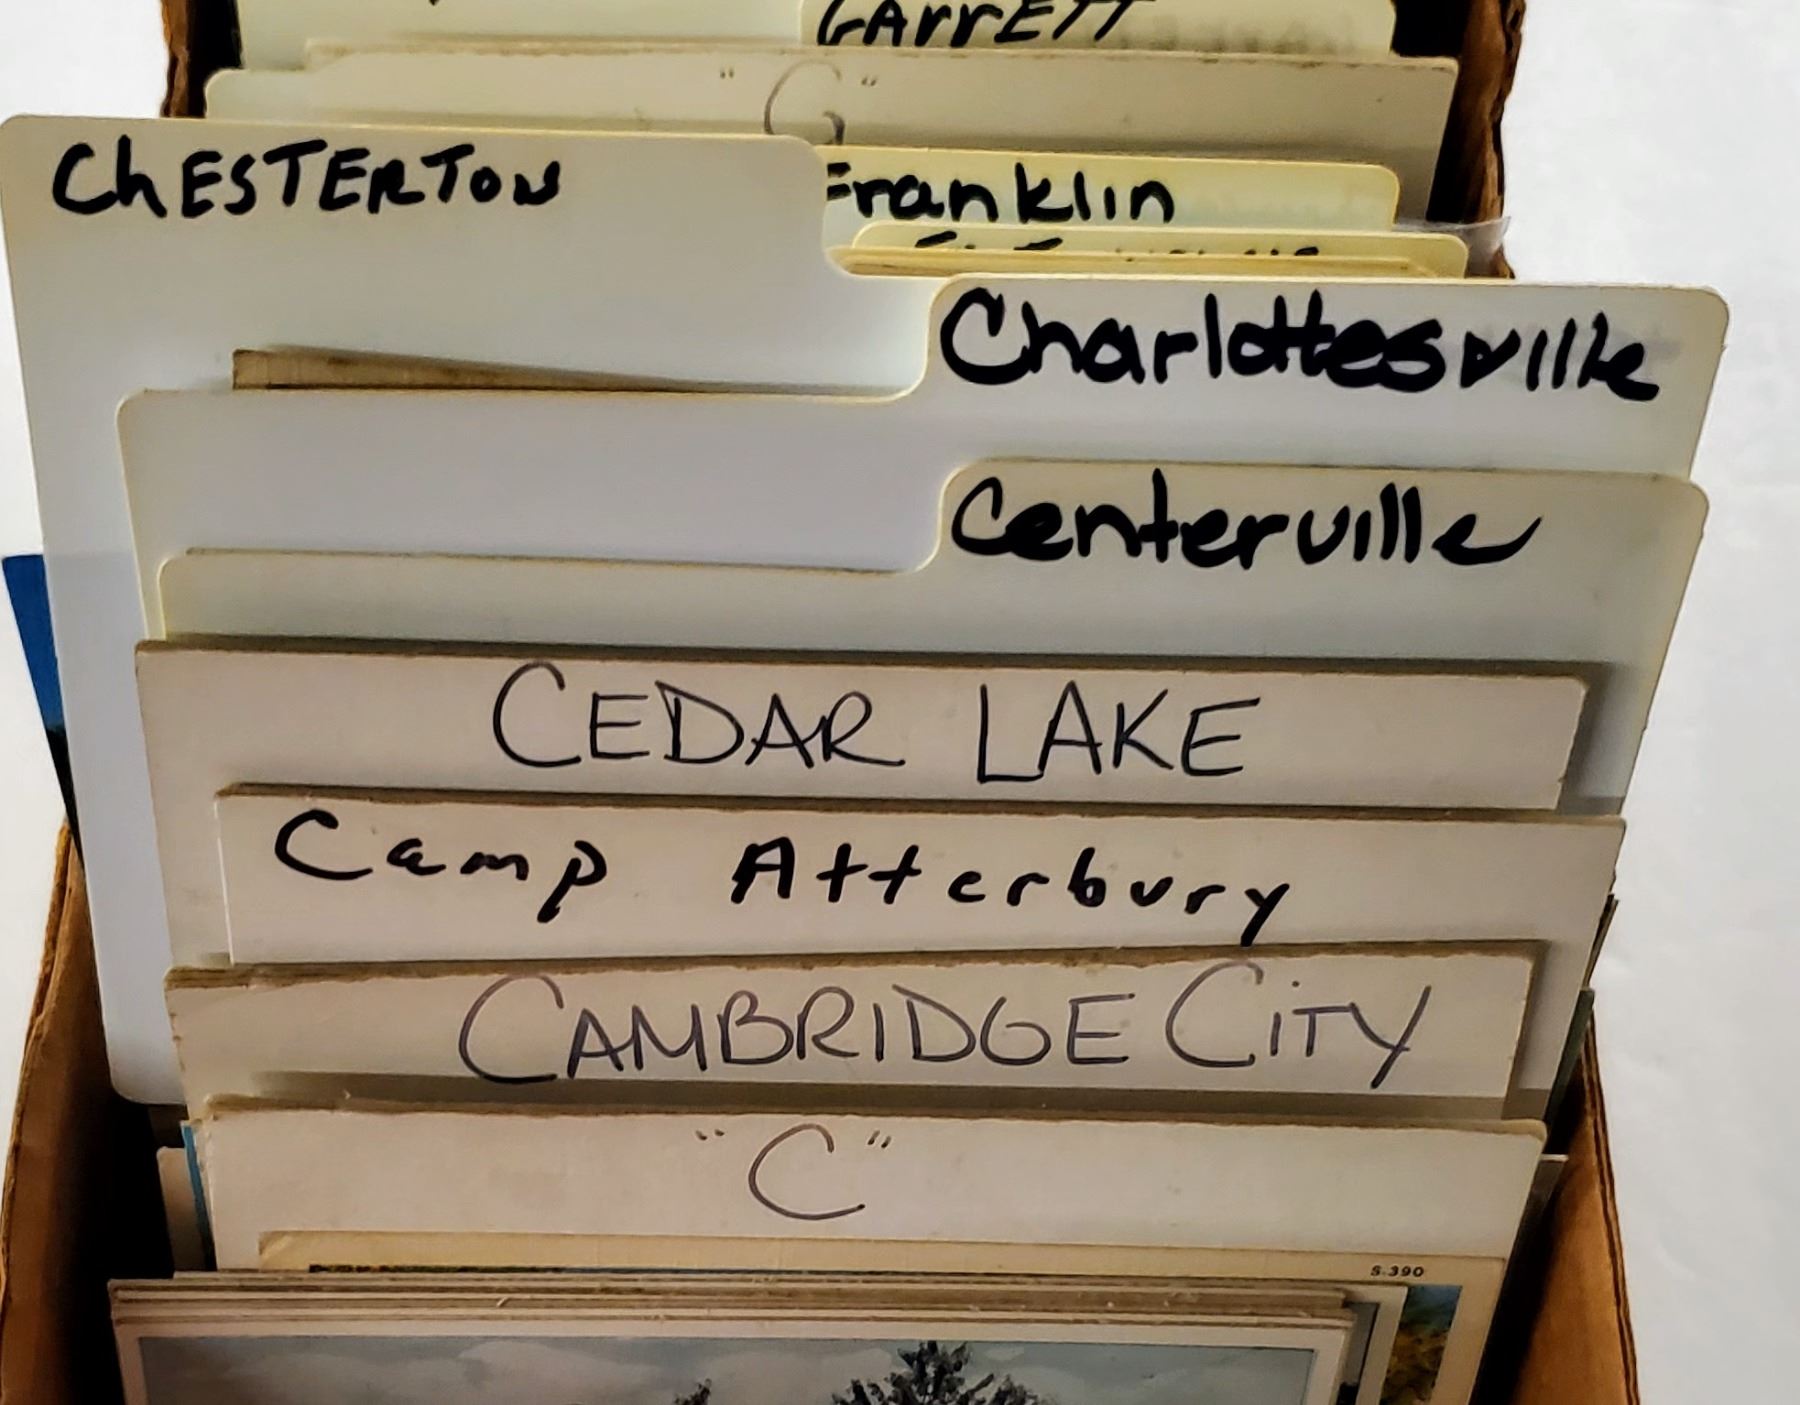 GArrETT
"G"
ChESTERTON
Franklin
Charlottesville
Centerville
CEDAR LAKE
Camp Atterbury
CAMBRIDGE CiTY
"C"
S-390